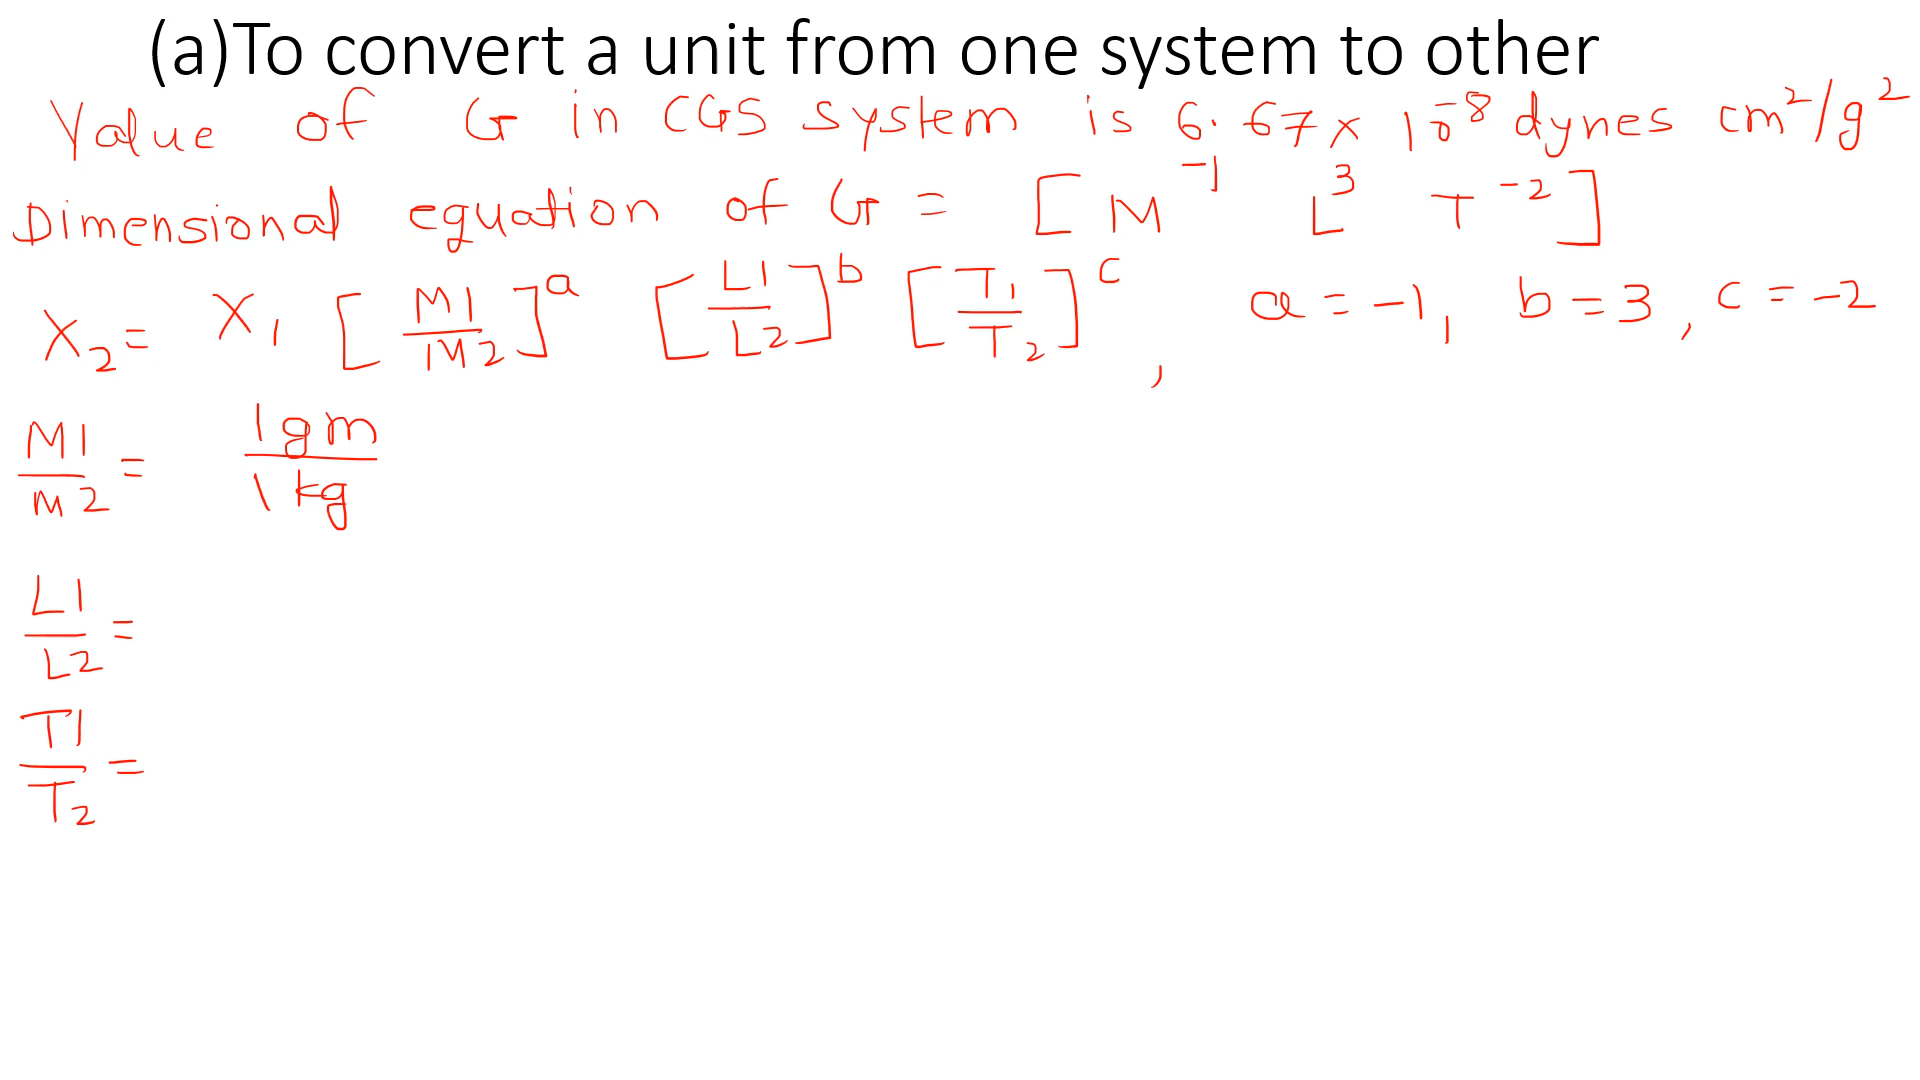 (a)To convert a unit from one system to other
Value of G in CGS system is 6.67 x 10⁻⁸ dynes cm²/g²
Dimensional equation of G = [M⁻¹ L³ T⁻²]
X₂ = X₁ [M1/M2]ᵃ [L1/L2]ᵇ [T₁/T₂]ᶜ, a = -1, b = 3, c = -2
M1/M2 = 1gm/1kg
L1/L2 =
T1/T₂ =